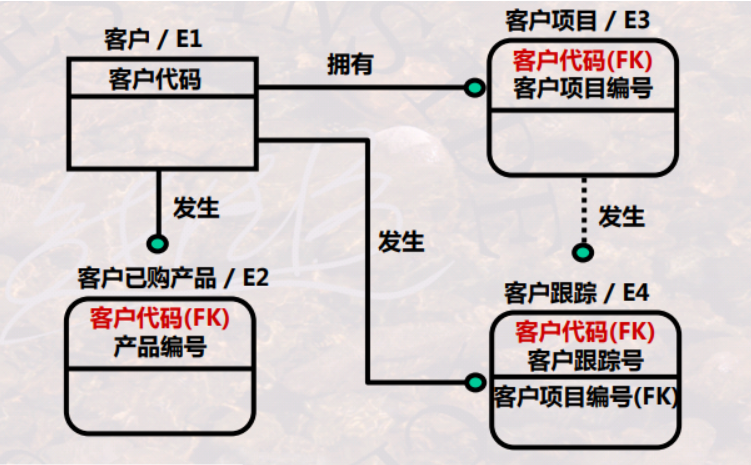 客户 / E1
客户代码
拥有
客户项目 / E3
客户代码(FK)
客户项目编号
发生
客户已购产品 / E2
客户代码(FK)
产品编号
发生
发生
客户跟踪 / E4
客户代码(FK)
客户跟踪号
客户项目编号(FK)